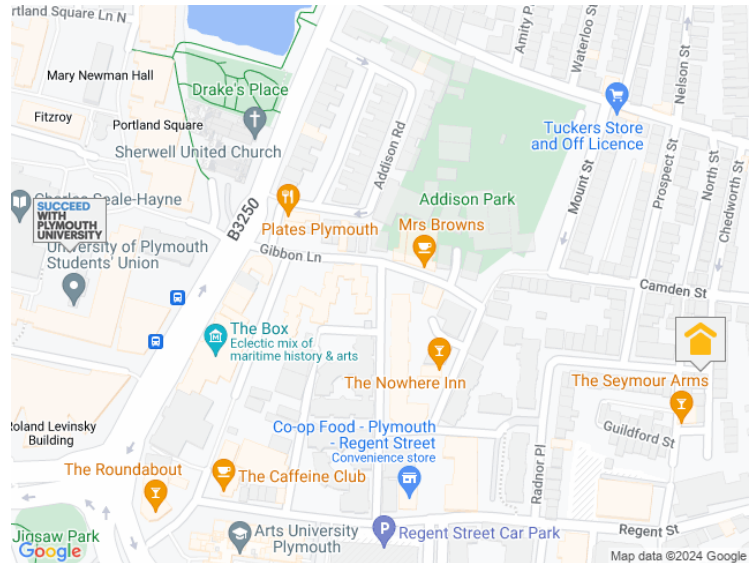 rtland Square Ln N
Mary Newman Hall
Fitzroy
Portland Square
Drake's Place
Sherwell United Church
Addison Rd
Amity P
Waterloo St
Nelson St
Tuckers Store
and Off Licence
Addison Park
Mount St
Prospect St
North St
Chedworth St
Charles Seale-Hayne
SUCCEED
WITH
PLYMOUTH
UNIVERSITY
University of Plymouth
Students' Union
B3250
Plates Plymouth
Mrs Browns
Gibbon Ln
Camden St
The Box
Eclectic mix of
maritime history & arts
The Nowhere Inn
The Seymour Arms
Guildford St
Roland Levinsky
Building
Co-op Food - Plymouth
- Regent Street
Convenience store
Radnor Pl
The Roundabout
The Caffeine Club
Jigsaw Park
Arts University
Plymouth
P
Regent Street Car Park
Regent St
Google
Map data ©2024 Google